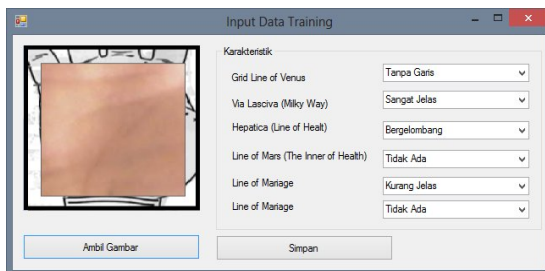 Input Data Training
Karakteristik
Grid Line of Venus Tanpa Garis
Via Lasciva (Milky Way) Sangat Jelas
Hepatica (Line of Healt) Bergelombang
Line of Mars (The Inner of Health) Tidak Ada
Line of Mariage Kurang Jelas
Line of Mariage Tidak Ada
Ambil Gambar Simpan